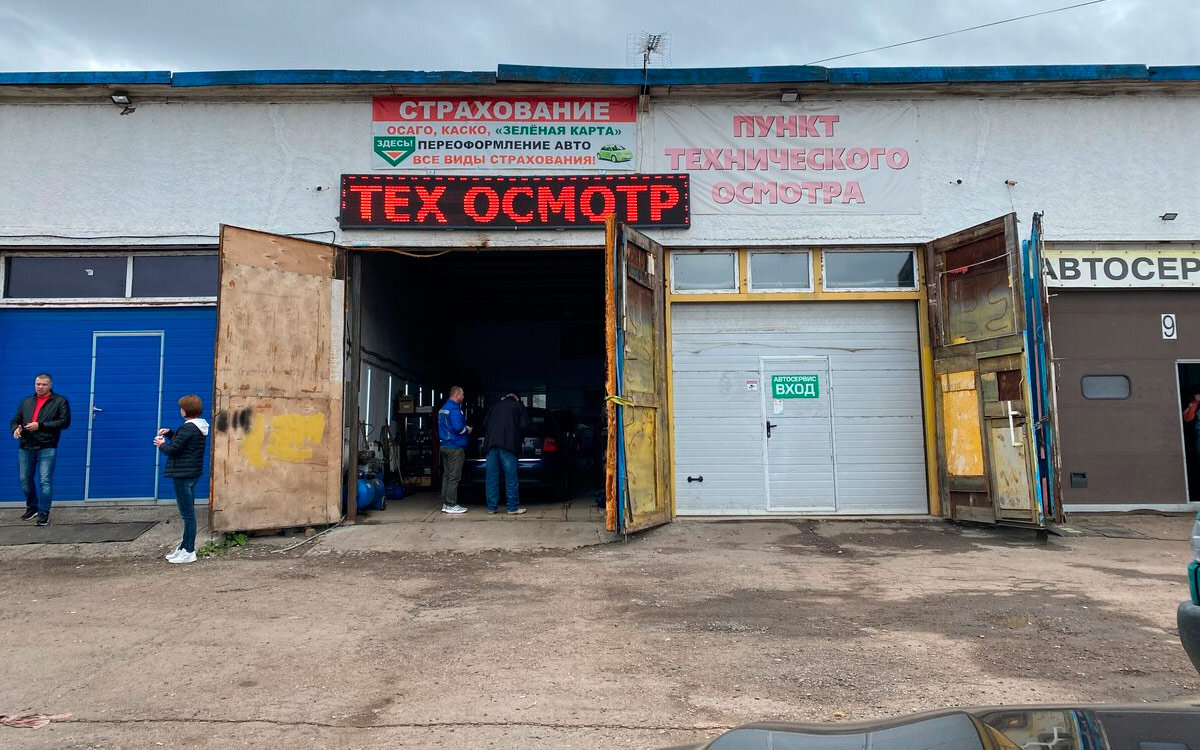 СТРАХОВАНИЕ
ОСАГО, КАСКО, «ЗЕЛЁНАЯ КАРТА»
ЗДЕСЬ!
ПЕРЕОФОРМЛЕНИЕ АВТО
ВСЕ ВИДЫ СТРАХОВАНИЯ!
ПУНКТ
ТЕХНИЧЕСКОГО
ОСМОТРА
ТЕХ ОСМОТР
АВТОСЕР
9
АВТОСЕРВИС
ВХОД